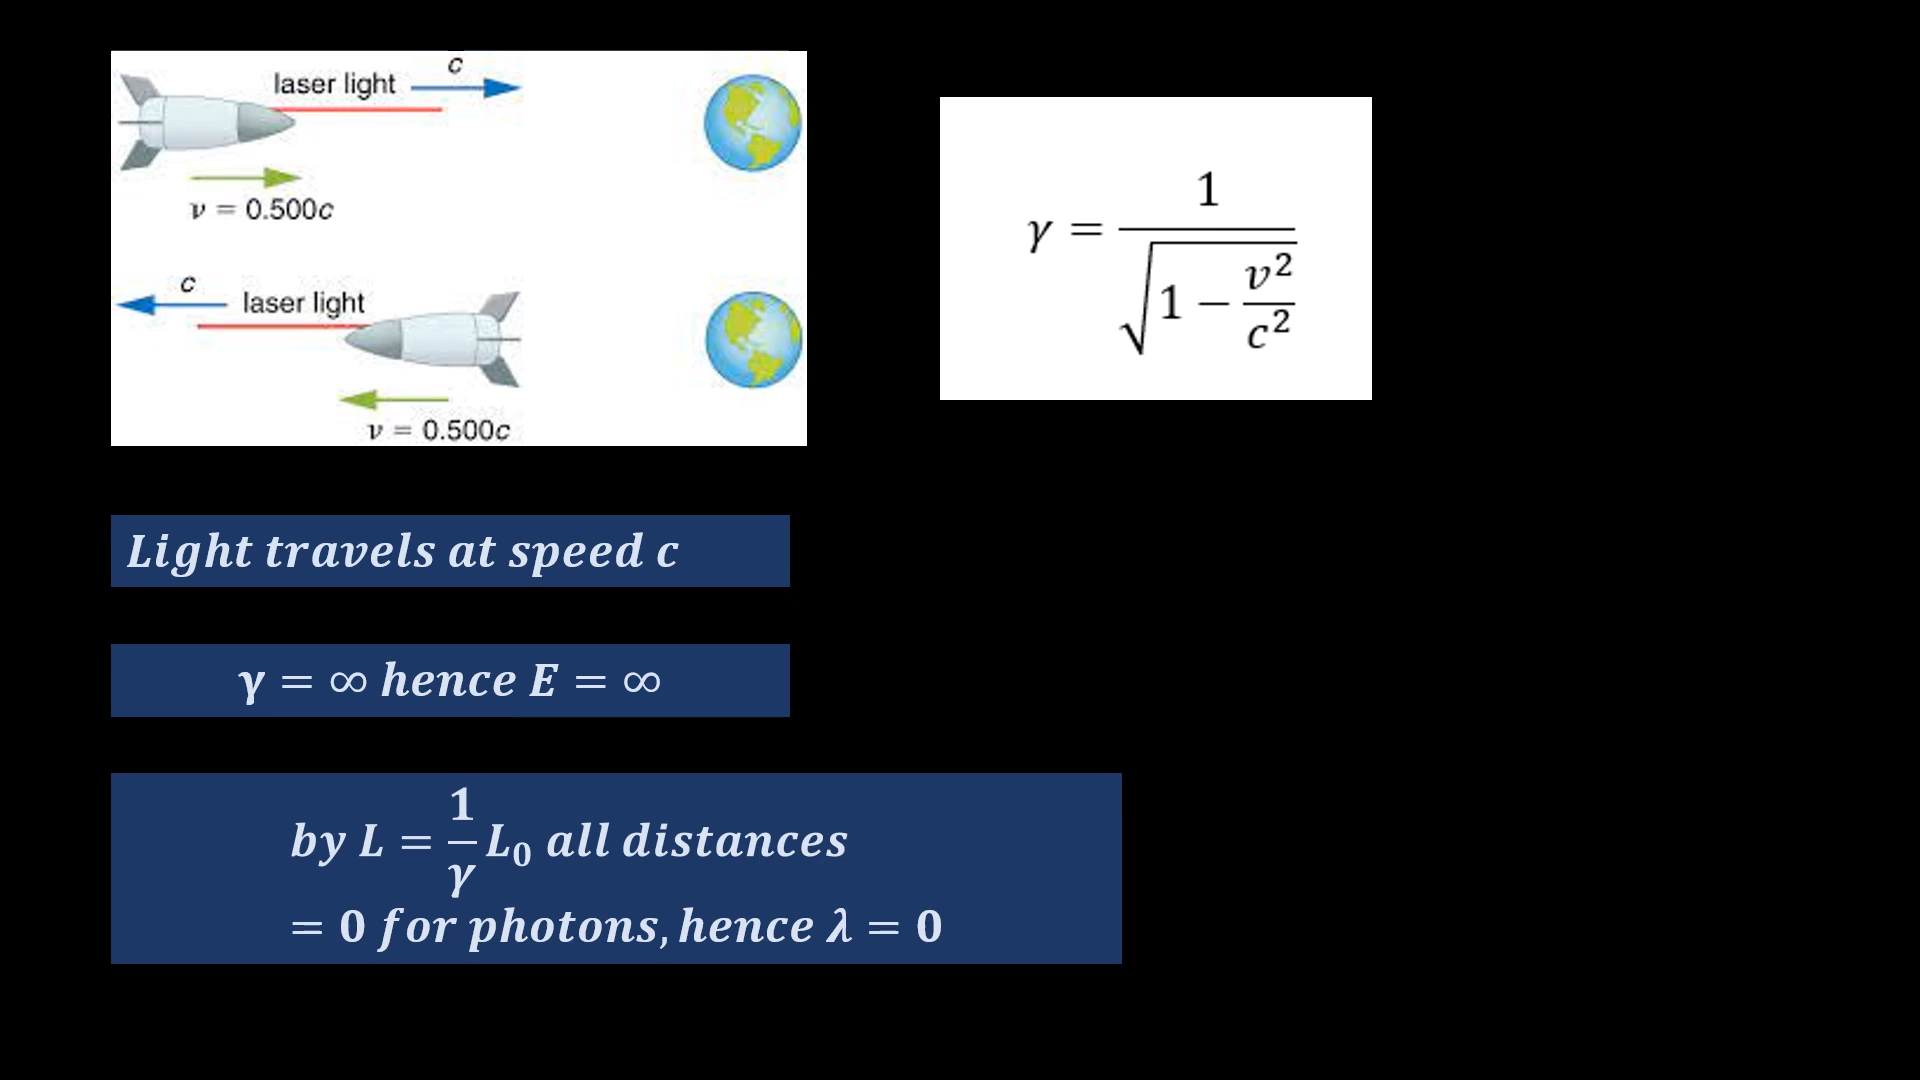 laser light c
v = 0.500c
c laser light
v = 0.500c
γ = 1 / √(1 − v²/c²)
Light travels at speed c
γ = ∞ hence E = ∞
by L = 1/γ L₀ all distances
= 0 for photons, hence λ = 0